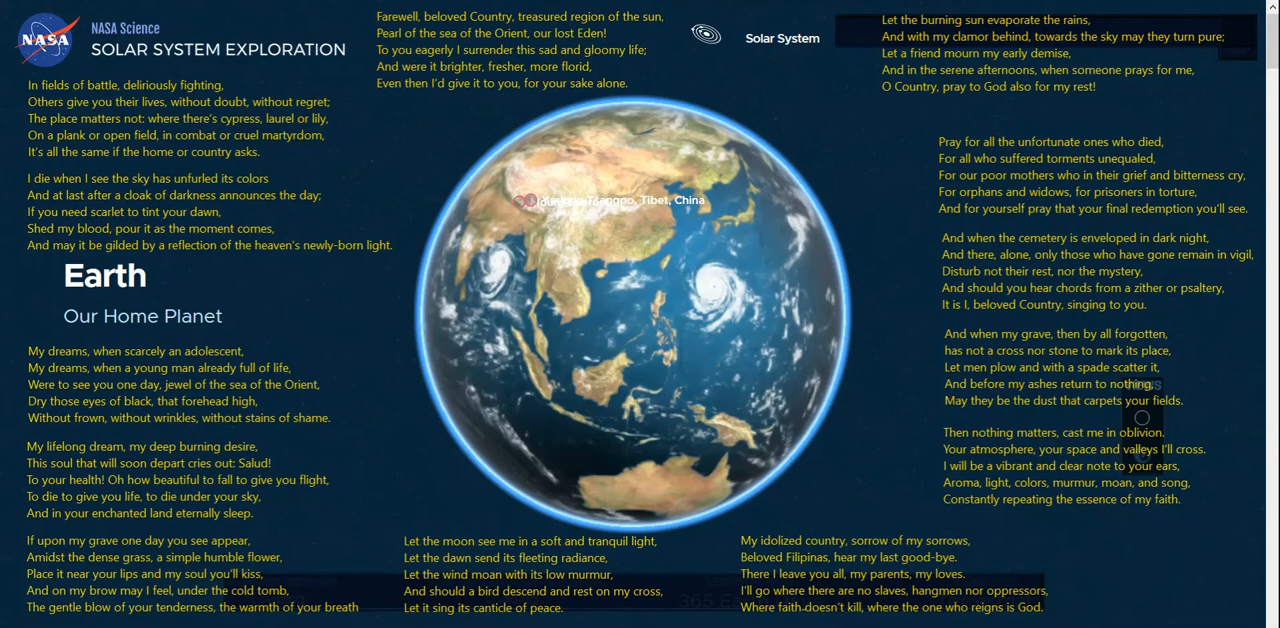 NASA
NASA Science
SOLAR SYSTEM EXPLORATION
Solar System
Farewell, beloved Country, treasured region of the sun,
Pearl of the sea of the Orient, our lost Eden!
To you eagerly I surrender this sad and gloomy life;
And were it brighter, fresher, more florid,
Even then I'd give it to you, for your sake alone.
In fields of battle, deliriously fighting,
Others give you their lives, without doubt, without regret;
The place matters not: where there's cypress, laurel or lily,
On a plank or open field, in combat or cruel martyrdom,
It's all the same if the home or country asks.
I die when I see the sky has unfurled its colors
And at last after a cloak of darkness announces the day;
If you need scarlet to tint your dawn,
Shed my blood, pour it as the moment comes,
And may it be gilded by a reflection of the heaven's newly-born light.
Earth
Our Home Planet
My dreams, when scarcely an adolescent,
My dreams, when a young man already full of life,
Were to see you one day, jewel of the sea of the Orient,
Dry those eyes of black, that forehead high,
Without frown, without wrinkles, without stains of shame.
My lifelong dream, my deep burning desire,
This soul that will soon depart cries out: Salud!
To your health! Oh how beautiful to fall to give you flight,
To die to give you life, to die under your sky,
And in your enchanted land eternally sleep.
If upon my grave one day you see appear,
Amidst the dense grass, a simple humble flower,
Place it near your lips and my soul you'll kiss,
And on my brow may I feel, under the cold tomb,
The gentle blow of your tenderness, the warmth of your breath
Tibet, China
Let the moon see me in a soft and tranquil light,
Let the dawn send its fleeting radiance,
Let the wind moan with its low murmur,
And should a bird descend and rest on my cross,
Let it sing its canticle of peace.
Let the burning sun evaporate the rains,
And with my clamor behind, towards the sky may they turn pure;
Let a friend mourn my early demise,
And in the serene afternoons, when someone prays for me,
O Country, pray to God also for my rest!
Pray for all the unfortunate ones who died,
For all who suffered torments unequaled,
For our poor mothers who in their grief and bitterness cry,
For orphans and widows, for prisoners in torture,
And for yourself pray that your final redemption you'll see.
And when the cemetery is enveloped in dark night,
And there, alone, only those who have gone remain in vigil,
Disturb not their rest, nor the mystery,
And should you hear chords from a zither or psaltery,
It is I, beloved Country, singing to you.
And when my grave, then by all forgotten,
has not a cross nor stone to mark its place,
Let men plow and with a spade scatter it,
And before my ashes return to nothing,
May they be the dust that carpets your fields.
Then nothing matters, cast me in oblivion.
Your atmosphere, your space and valleys I'll cross.
I will be a vibrant and clear note to your ears,
Aroma, light, colors, murmur, moan, and song,
Constantly repeating the essence of my faith.
My idolized country, sorrow of my sorrows,
Beloved Filipinas, hear my last good-bye.
There I leave you all, my parents, my loves.
I'll go where there are no slaves, hangmen nor oppressors,
Where faith doesn't kill, where the one who reigns is God.